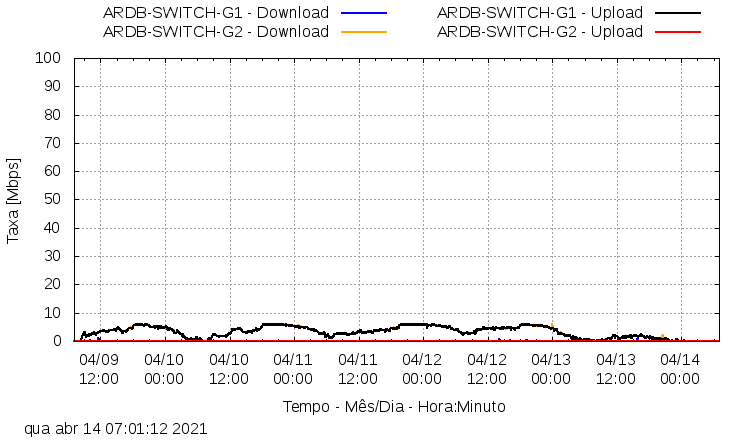 ARDB-SWITCH-G1 - Download ARDB-SWITCH-G1 - Upload
ARDB-SWITCH-G2 - Download ARDB-SWITCH-G2 - Upload
Taxa [Mbps]
100
90
80
70
60
50
40
30
20
10
0
04/09 04/10 04/10 04/11 04/11 04/12 04/12 04/13 04/13 04/14
12:00 00:00 12:00 00:00 12:00 00:00 12:00 00:00 12:00 00:00
Tempo - Mês/Dia - Hora:Minuto
qua abr 14 07:01:12 2021